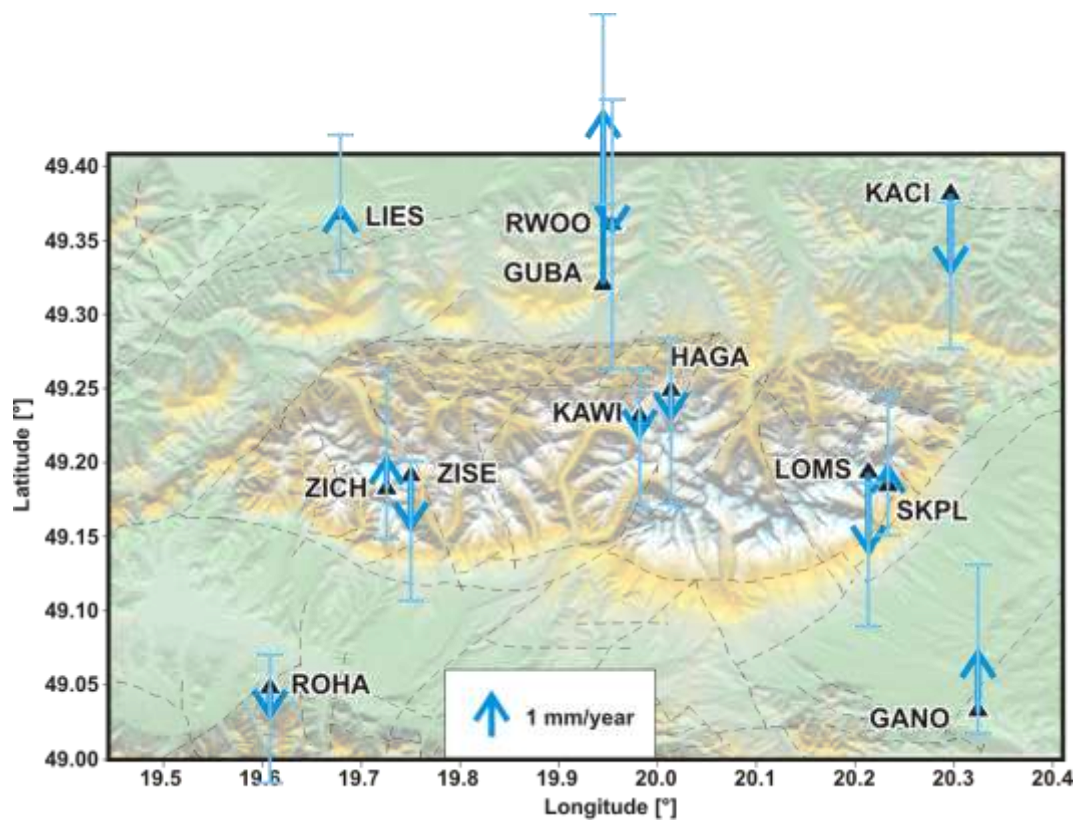 49.40
49.35
49.30
49.25
49.20
49.15
49.10
49.05
49.00
Latitude [°]
LIES
RWOO
GUBA
KACI
HAGA
KAWI
ZICH
ZISE
LOMS
SKPL
ROHA
GANO
1 mm/year
19.5 19.6 19.7 19.8 19.9 20.0 20.1 20.2 20.3 20.4
Longitude [°]